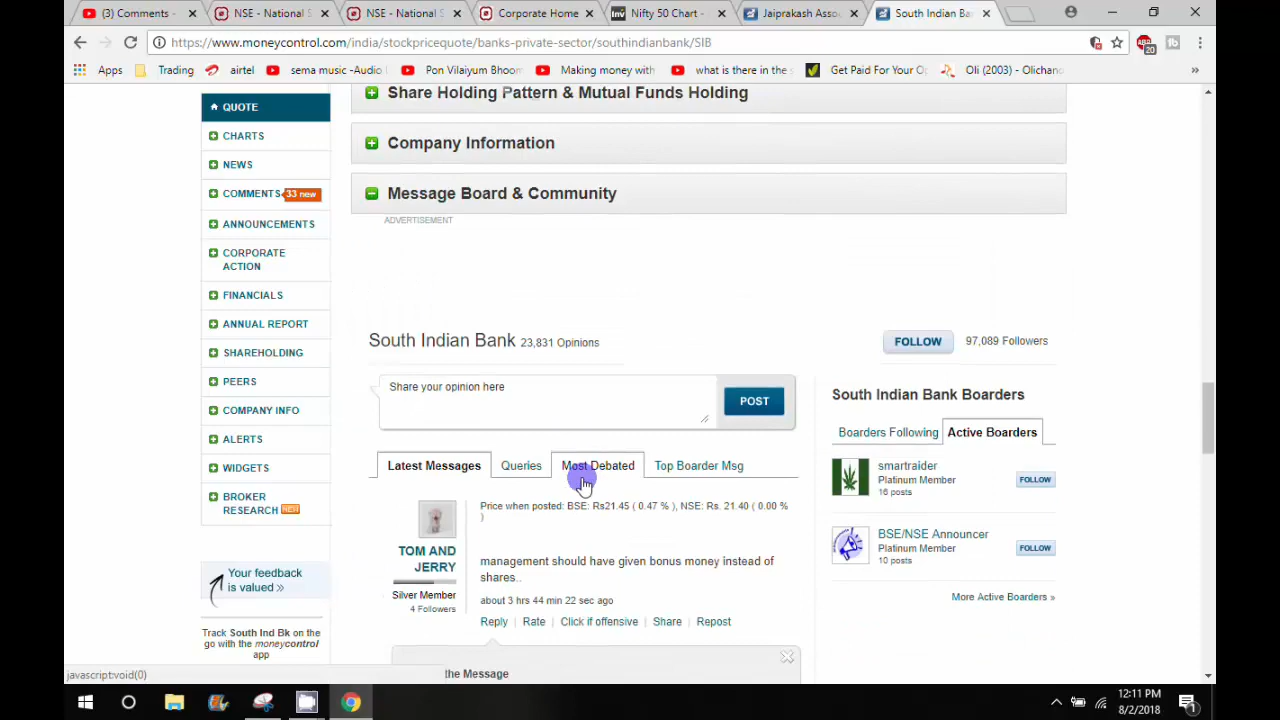 (3) Comments -
NSE - National S
NSE - National S
Corporate Home
Nifty 50 Chart -
Jaiprakash Asso
South Indian Ban
https://www.moneycontrol.com/india/stockpricequote/banks-private-sector/southindianbank/SIB
20
Apps
Trading
airtel
sema music -Audio
Pon Vilaiyum Bhoom
Making money with
what is there in the s
Get Paid For Your O
Oli (2003) - Olichand
»
QUOTE
CHARTS
NEWS
COMMENTS 33 new
ANNOUNCEMENTS
CORPORATE
ACTION
FINANCIALS
ANNUAL REPORT
SHAREHOLDING
PEERS
COMPANY INFO
ALERTS
WIDGETS
BROKER
RESEARCH NEW
Your feedback
is valued »
Track South Ind Bk on the
go with the moneycontrol
app
Share Holding Pattern & Mutual Funds Holding
Company Information
Message Board & Community
ADVERTISEMENT
South Indian Bank 23,831 Opinions
FOLLOW 97,089 Followers
Share your opinion here
POST
Latest Messages Queries Most Debated Top Boarder Msg
TOM AND
JERRY
Silver Member
4 Followers
Price when posted: BSE: Rs21.45 ( 0.47 % ), NSE: Rs. 21.40 ( 0.00 %
)
management should have given bonus money instead of
shares..
about 3 hrs 44 min 22 sec ago
Reply | Rate | Click if offensive | Share | Repost
the Message
South Indian Bank Boarders
Boarders Following Active Boarders
smartraider
Platinum Member
16 posts
FOLLOW
BSE/NSE Announcer
Platinum Member
10 posts
FOLLOW
More Active Boarders »
javascript:void(0)
12:11 PM
8/2/2018
1